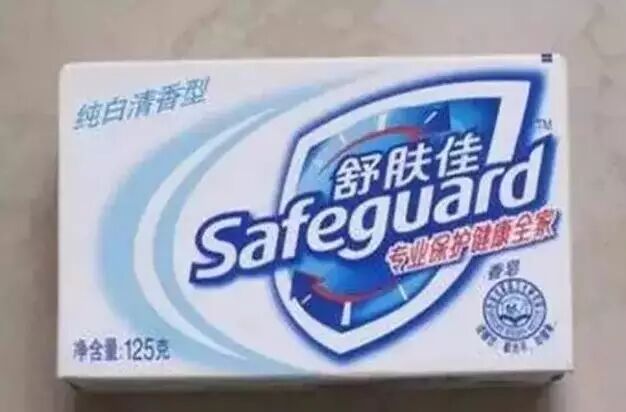 纯白清香型
舒肤佳
TM
Safeguard
专业保护健康全家
香皂
净含量:125克